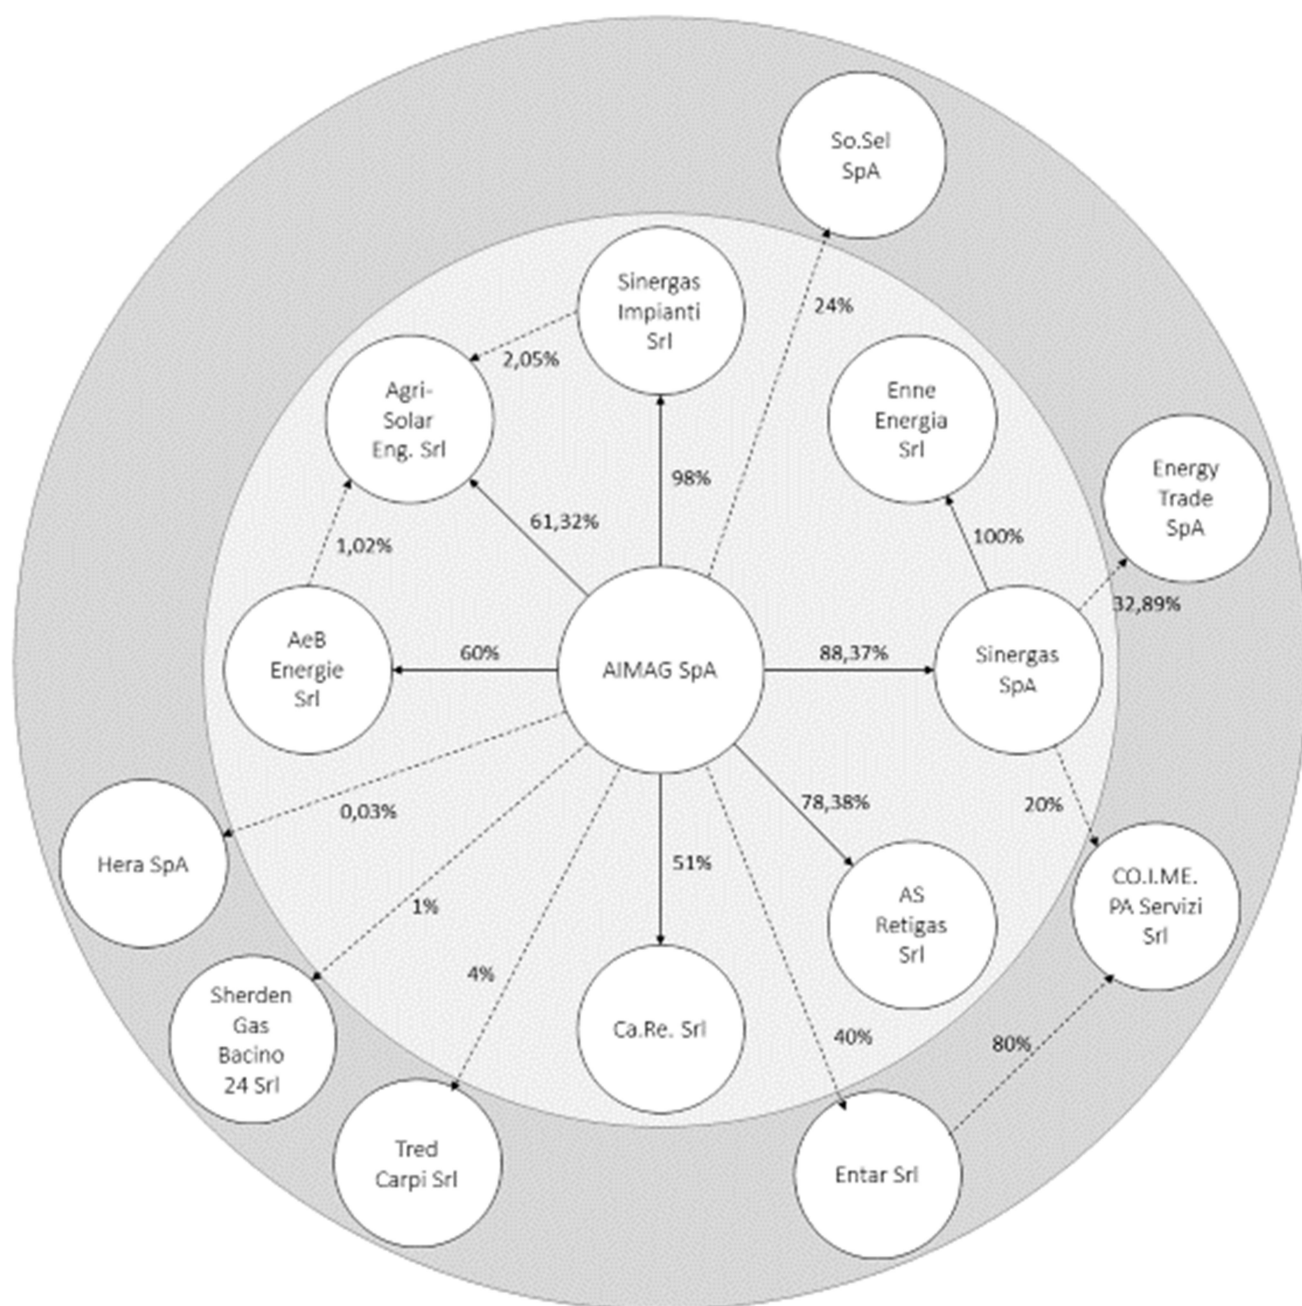 So.Sel
SpA
Sinergas
Impianti
Srl
24%
2,05%
Agri-
Solar
Eng. Srl
Enne
Energia
Srl
Energy
Trade
SpA
98%
61,32%
100%
1,02%
32,89%
AeB
Energie
Srl
60%
AIMAG SpA
88,37%
Sinergas
SpA
0,03%
78,38%
20%
Hera SpA
51%
CO.I.ME.
PA Servizi
Srl
1%
AS
Retigas
Srl
4%
Sherden
Gas
Bacino
24 Srl
Ca.Re. Srl
40%
80%
Tred
Carpi Srl
Entar Srl